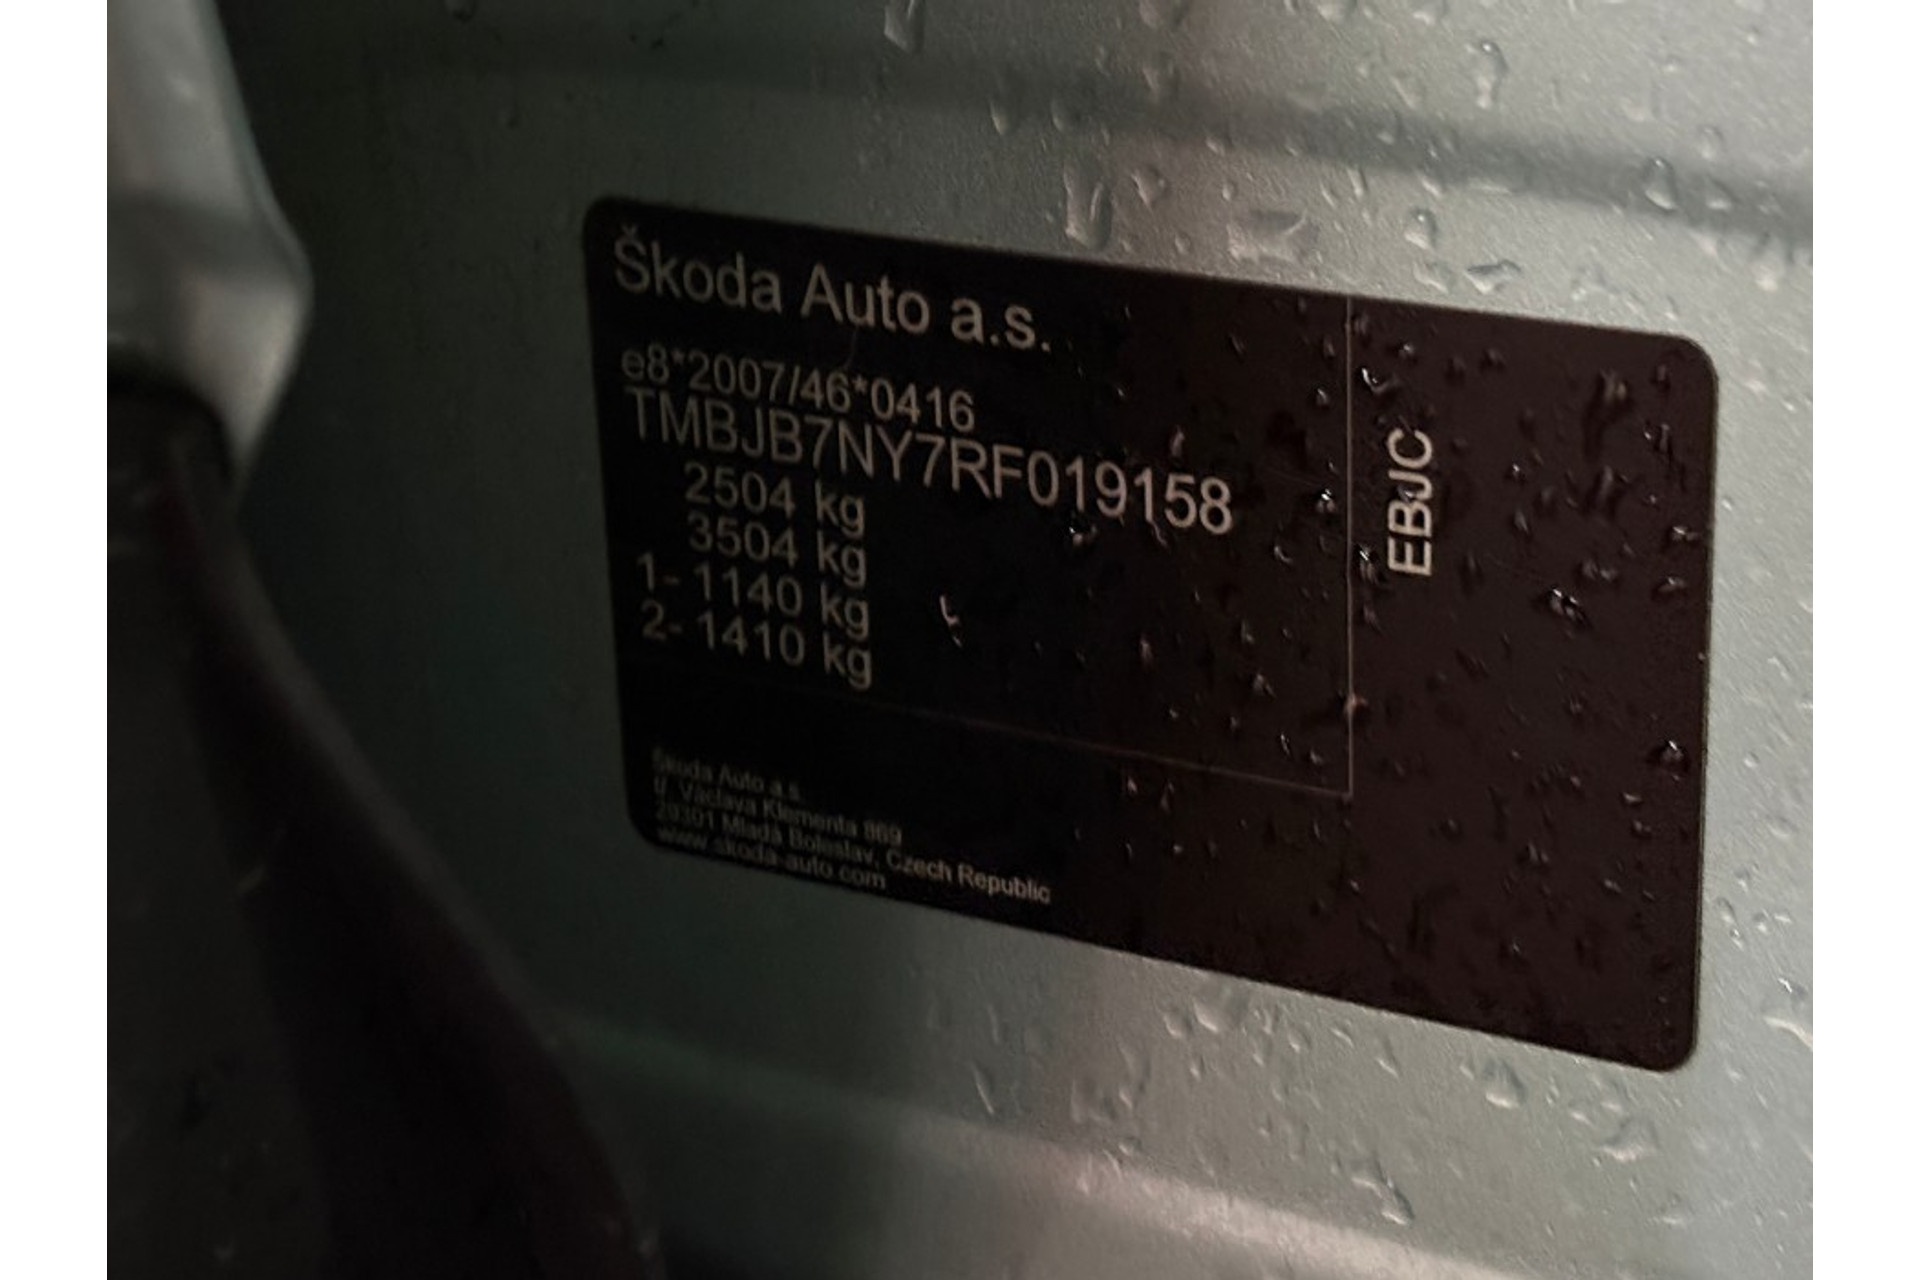 Škoda Auto a.s.
e8*2007/46*0416
TMBJB7NY7RF019158
2504 kg
3504 kg
1- 1140 kg
2- 1410 kg
EBJC
Škoda Auto a.s.
tř. Václava Klementa 869
29301 Mladá Boleslav, Czech Republic
www.skoda-auto.com